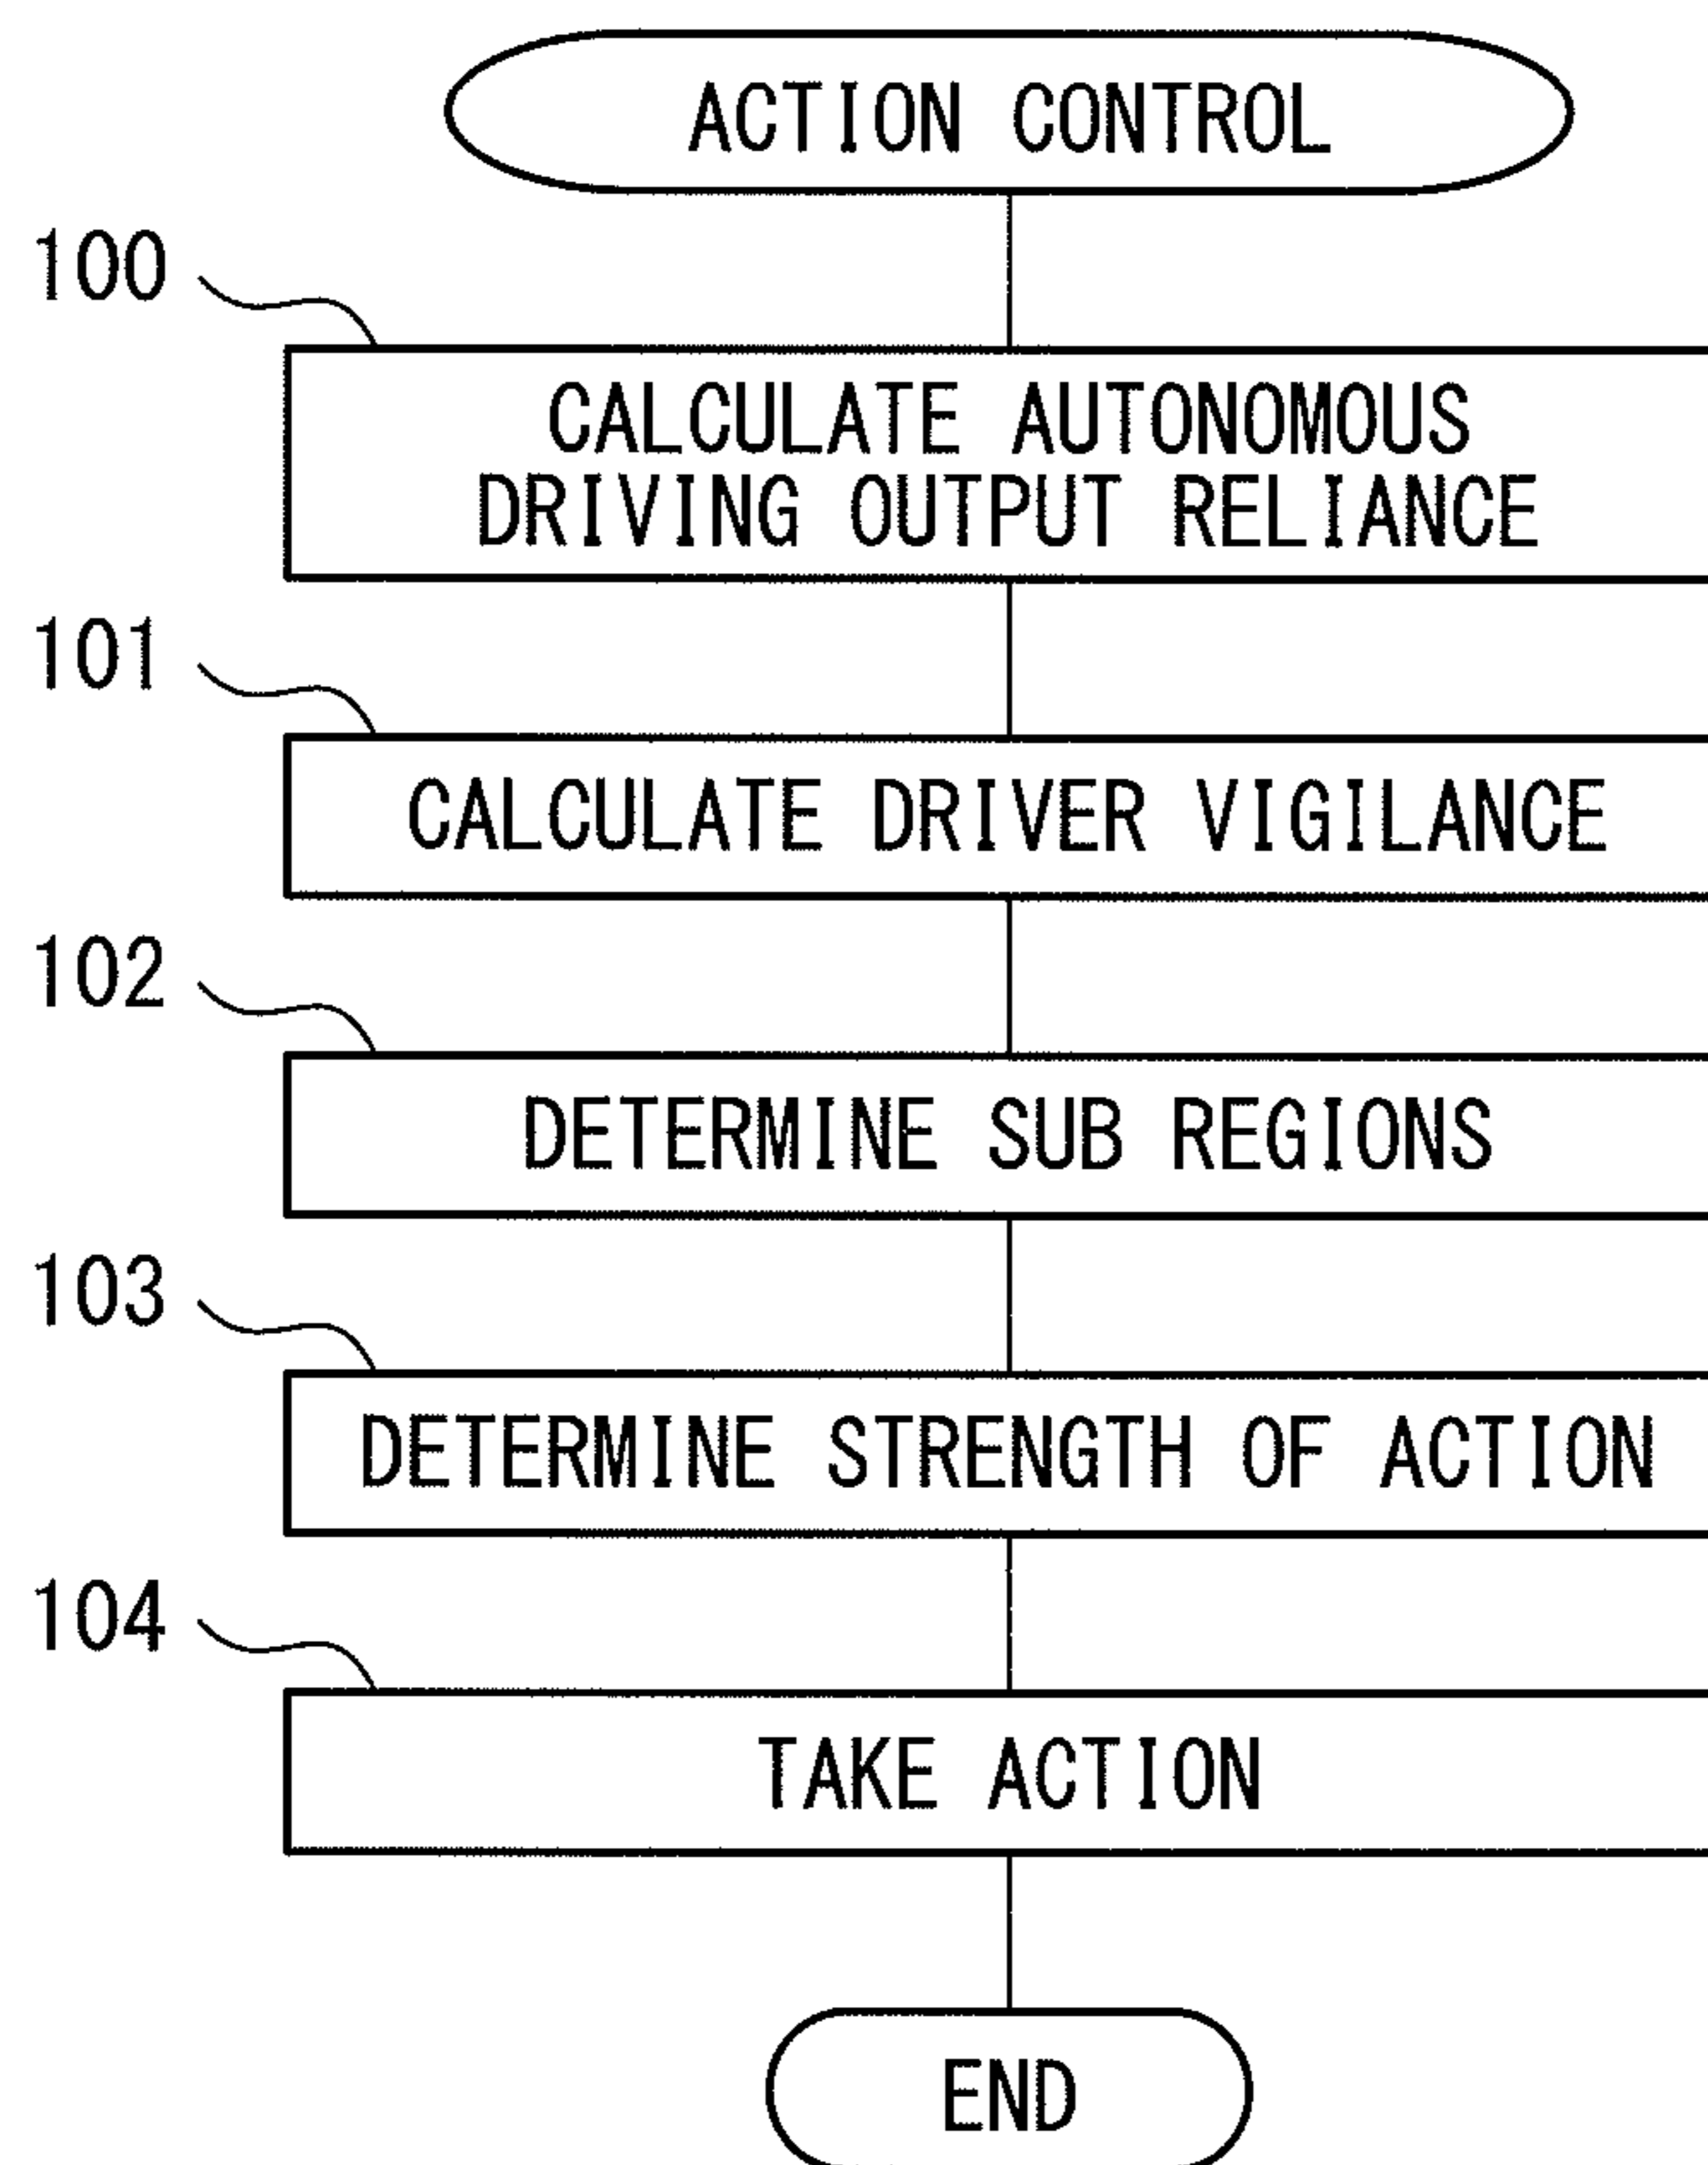 ACTION CONTROL
100
CALCULATE AUTONOMOUS
DRIVING OUTPUT RELIANCE
101
CALCULATE DRIVER VIGILANCE
102
DETERMINE SUB REGIONS
103
DETERMINE STRENGTH OF ACTION
104
TAKE ACTION
END